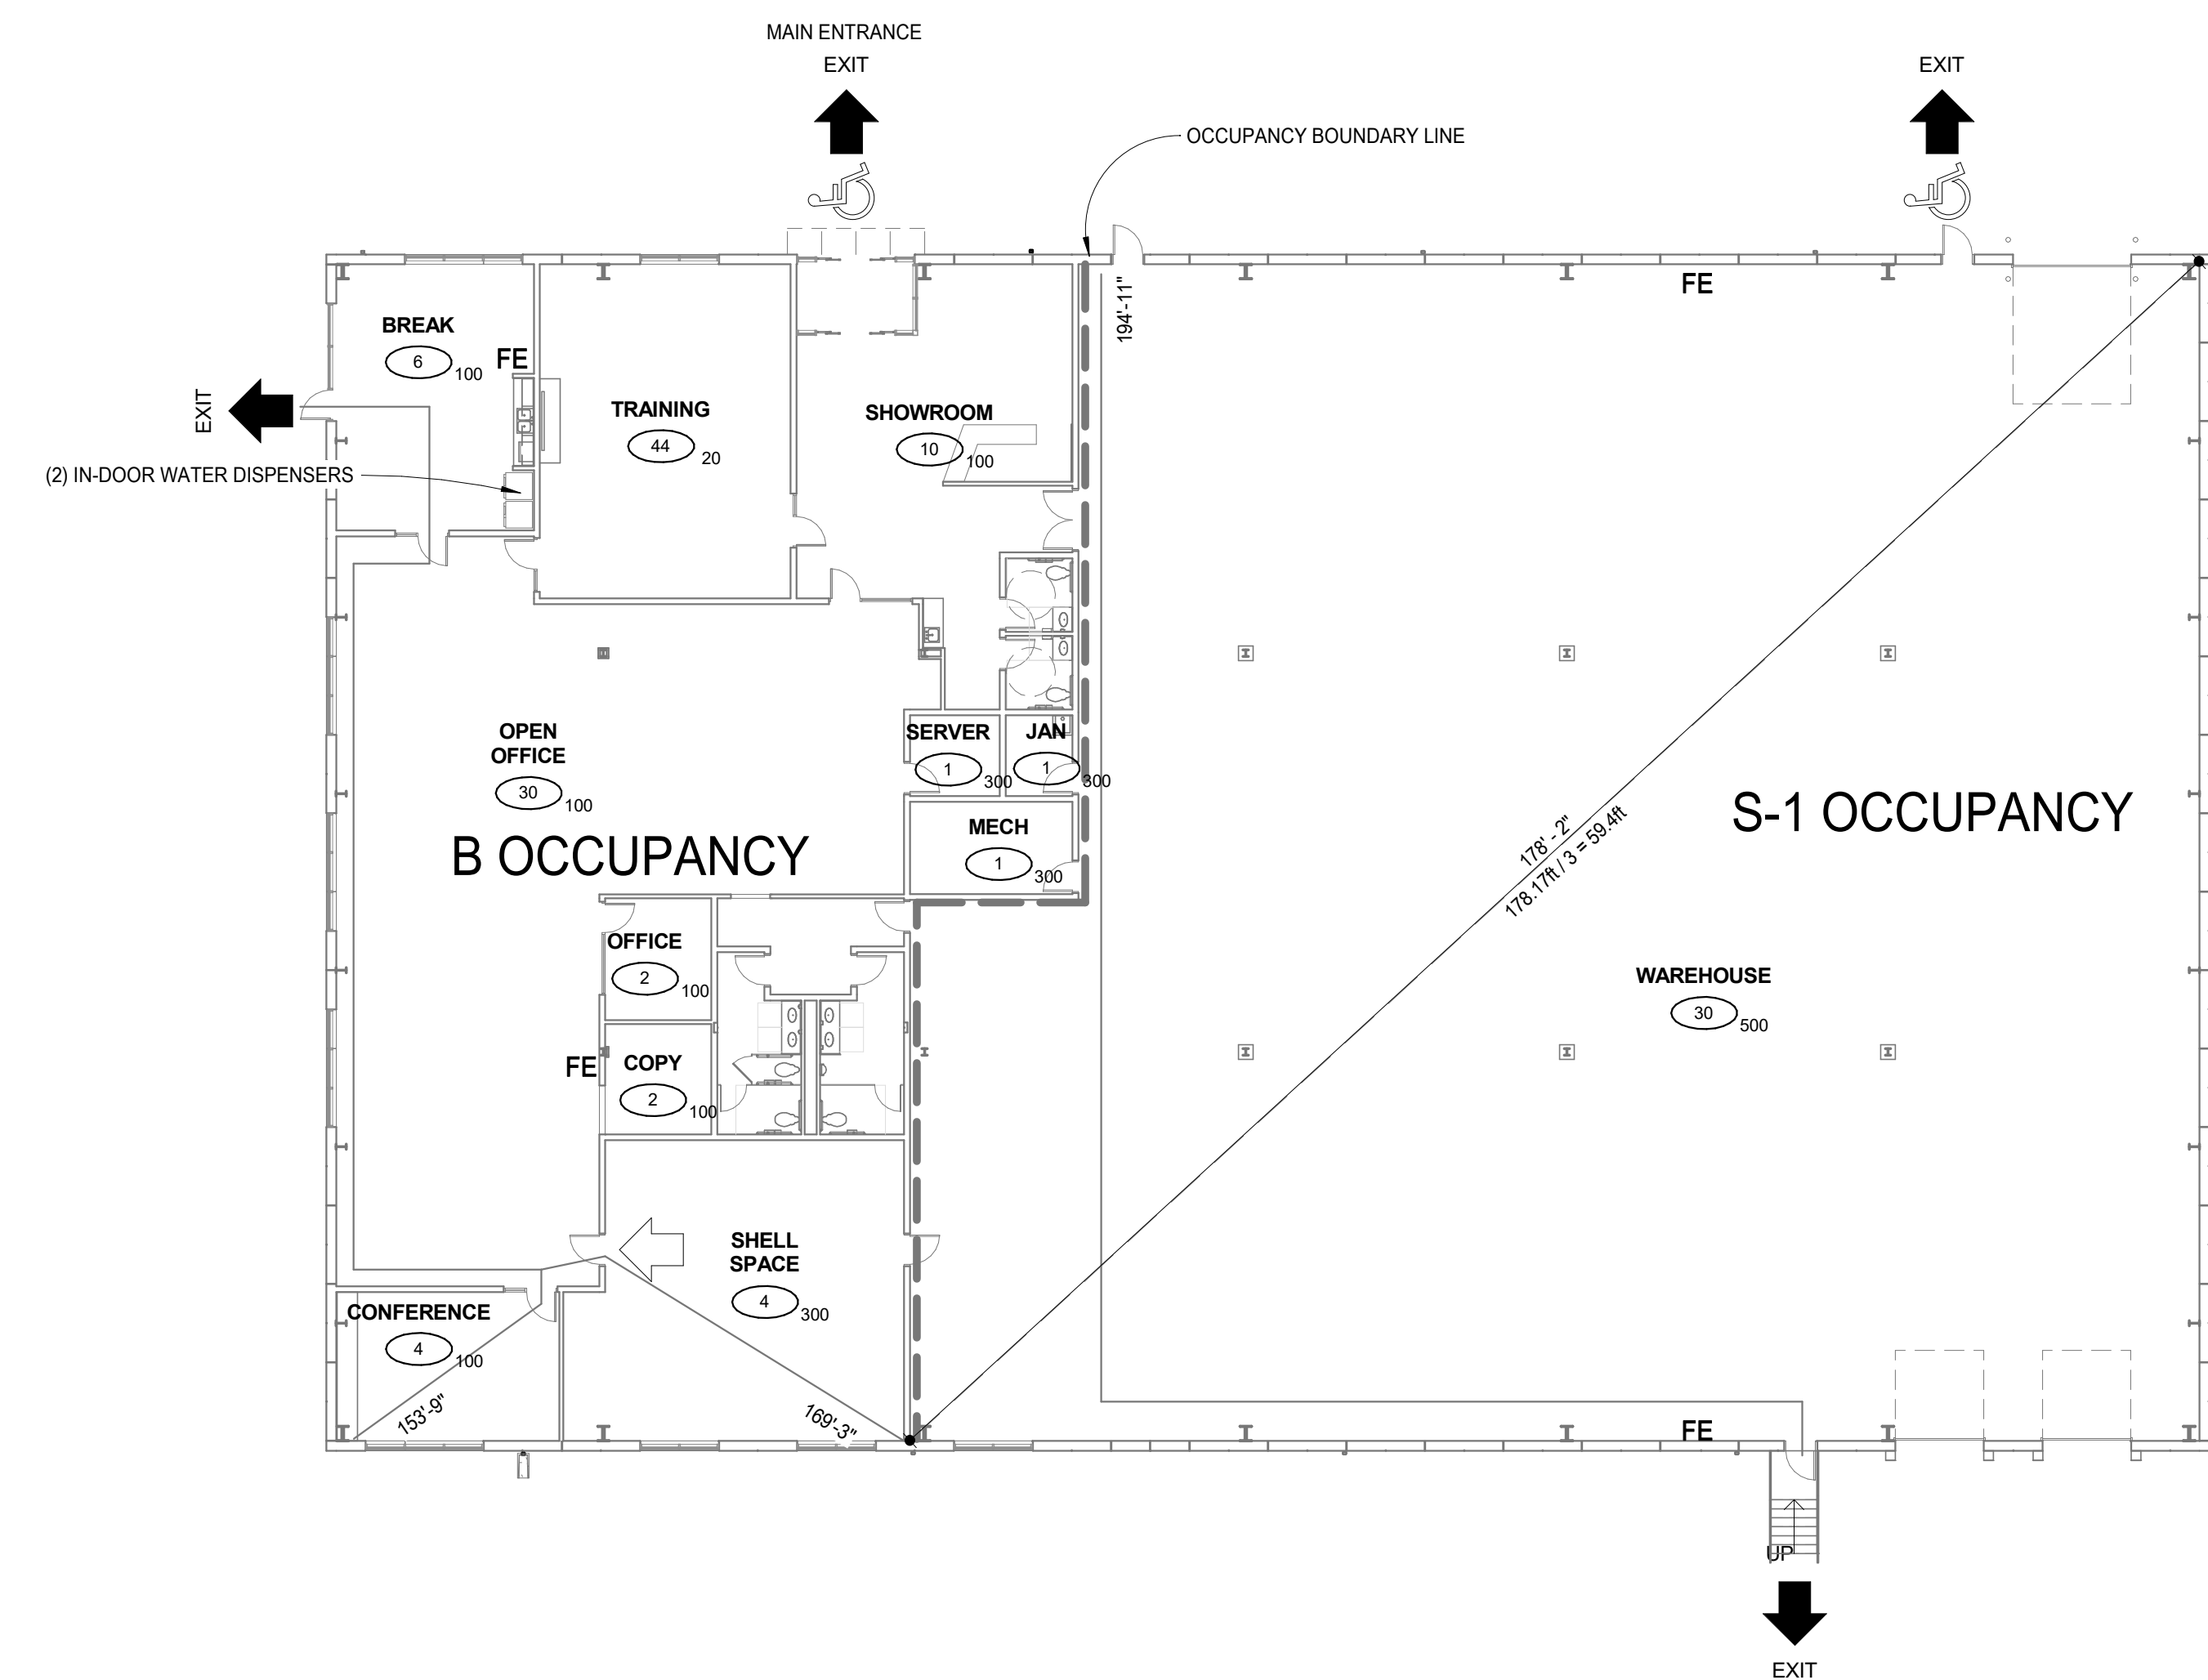 MAIN ENTRANCE
EXIT
EXIT
OCCUPANCY BOUNDARY LINE
194'-11"
FE
BREAK
6
100
FE
EXIT
TRAINING
44
20
SHOWROOM
10
100
(2) IN-DOOR WATER DISPENSERS
OPEN
OFFICE
30
100
SERVER
1
300
JAN
1
300
MECH
1
300
B OCCUPANCY
S-1 OCCUPANCY
178' - 2"
178.17ft / 3 = 59.4ft
OFFICE
2
100
WAREHOUSE
30
500
FE
COPY
2
100
SHELL
SPACE
4
300
CONFERENCE
4
100
153'-9"
169'-3"
FE
UP
EXIT